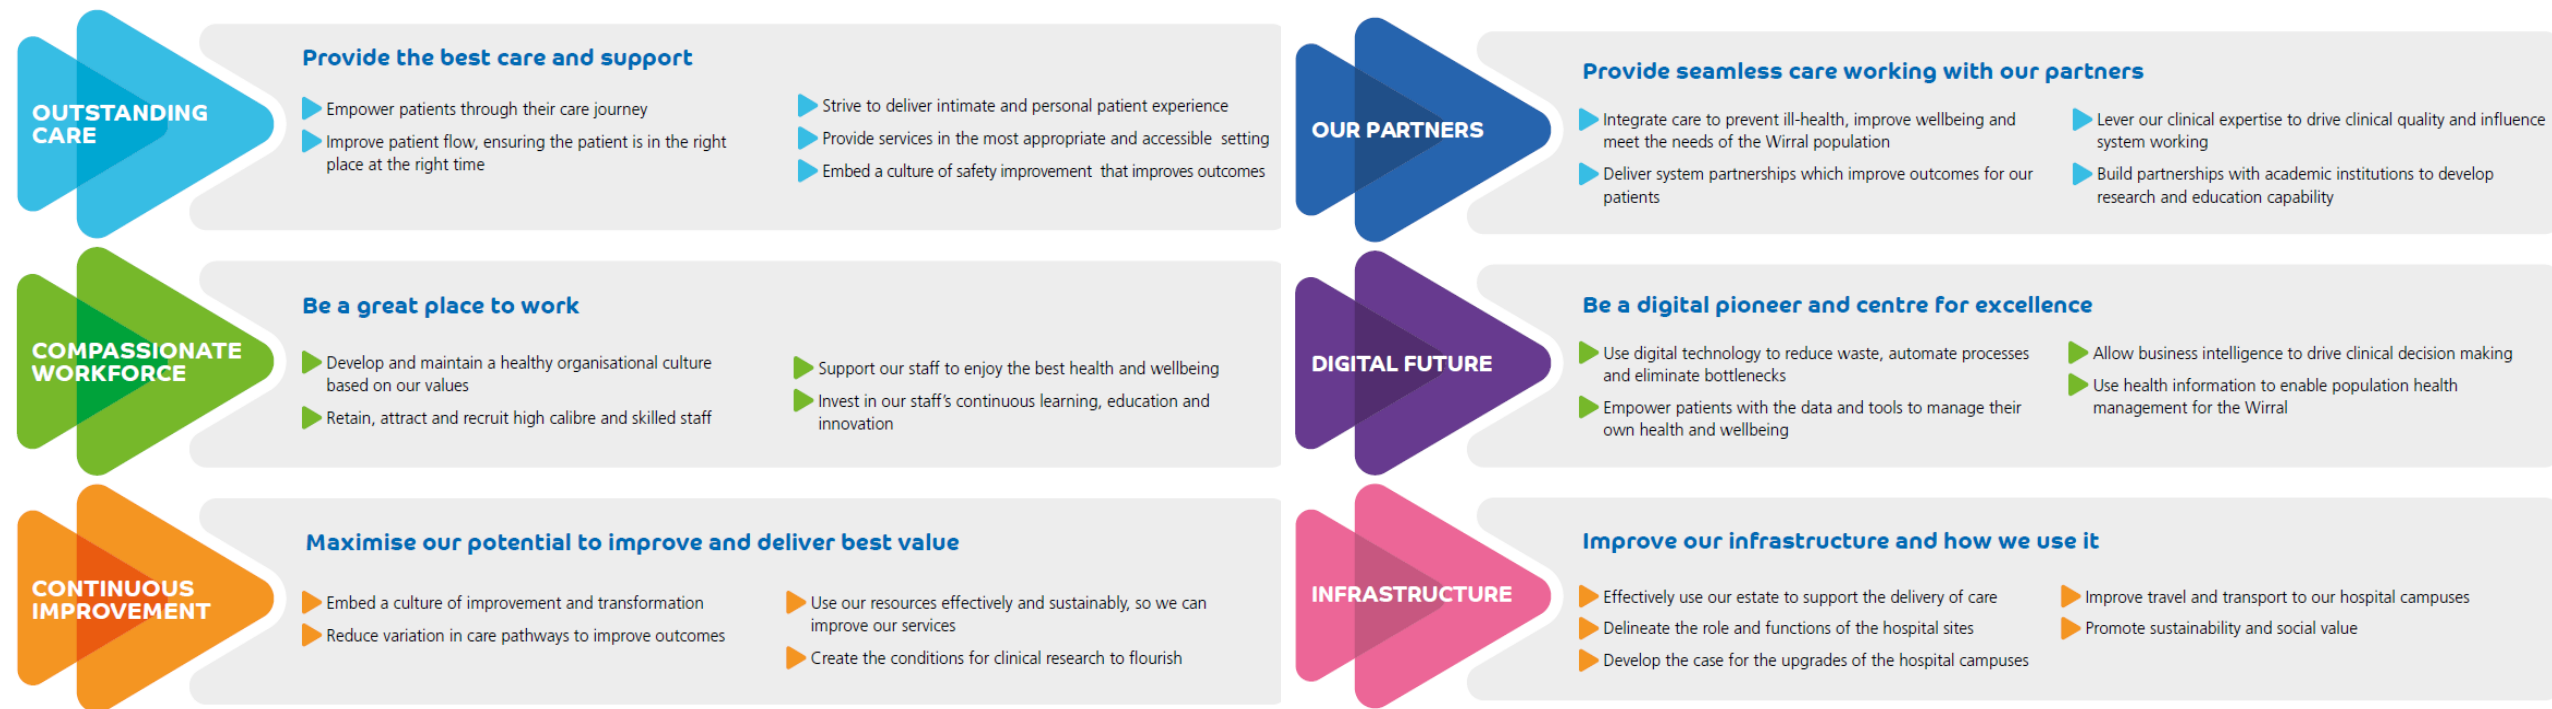 OUTSTANDING
CARE
Provide the best care and support
Empower patients through their care journey
Improve patient flow, ensuring the patient is in the right
place at the right time
Strive to deliver intimate and personal patient experience
Provide services in the most appropriate and accessible setting
Embed a culture of safety improvement that improves outcomes
COMPASSIONATE
WORKFORCE
Be a great place to work
Develop and maintain a healthy organisational culture
based on our values
Retain, attract and recruit high calibre and skilled staff
Support our staff to enjoy the best health and wellbeing
Invest in our staff's continuous learning, education and
innovation
CONTINUOUS
IMPROVEMENT
Maximise our potential to improve and deliver best value
Embed a culture of improvement and transformation
Reduce variation in care pathways to improve outcomes
Use our resources effectively and sustainably, so we can
improve our services
Create the conditions for clinical research to flourish
OUR PARTNERS
Provide seamless care working with our partners
Integrate care to prevent ill-health, improve wellbeing and
meet the needs of the Wirral population
Deliver system partnerships which improve outcomes for our
patients
Lever our clinical expertise to drive clinical quality and influence
system working
Build partnerships with academic institutions to develop
research and education capability
DIGITAL FUTURE
Be a digital pioneer and centre for excellence
Use digital technology to reduce waste, automate processes
and eliminate bottlenecks
Empower patients with the data and tools to manage their
own health and wellbeing
Allow business intelligence to drive clinical decision making
Use health information to enable population health
management for the Wirral
INFRASTRUCTURE
Improve our infrastructure and how we use it
Effectively use our estate to support the delivery of care
Delineate the role and functions of the hospital sites
Develop the case for the upgrades of the hospital campuses
Improve travel and transport to our hospital campuses
Promote sustainability and social value